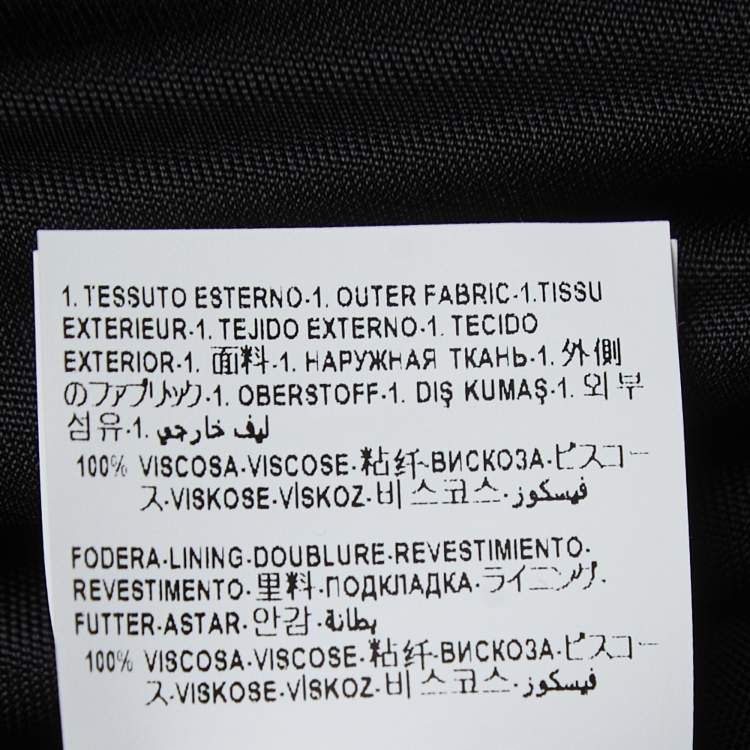 1. TESSUTO ESTERNO-1. OUTER FABRIC-1.TISSU
EXTERIEUR-1. TEJIDO EXTERNO-1. TECIDO
EXTERIOR-1. 面料-1. НАРУЖНАЯ ТКАНЬ-1. 外側
のファブリック-1. OBERSTOFF-1. DIŞ KUMAŞ-1. 외부
섬유-1. ليف خارجي
100% VISCOSA-VISCOSE-粘纤-ВИСКОЗА-ビスコー
ス-VISKOSE-VİSKOZ-비스코스-فيسكوز
FODERA-LINING-DOUBLURE-REVESTIMIENTO-
REVESTIMENTO-里料-ПОДКЛАДКА-ライニング-
FUTTER-ASTAR-안감-بطانة
100% VISCOSA-VISCOSE-粘纤-ВИСКОЗА-ビスコー
ス-VISKOSE-VİSKOZ-비스코스-فيسكوز